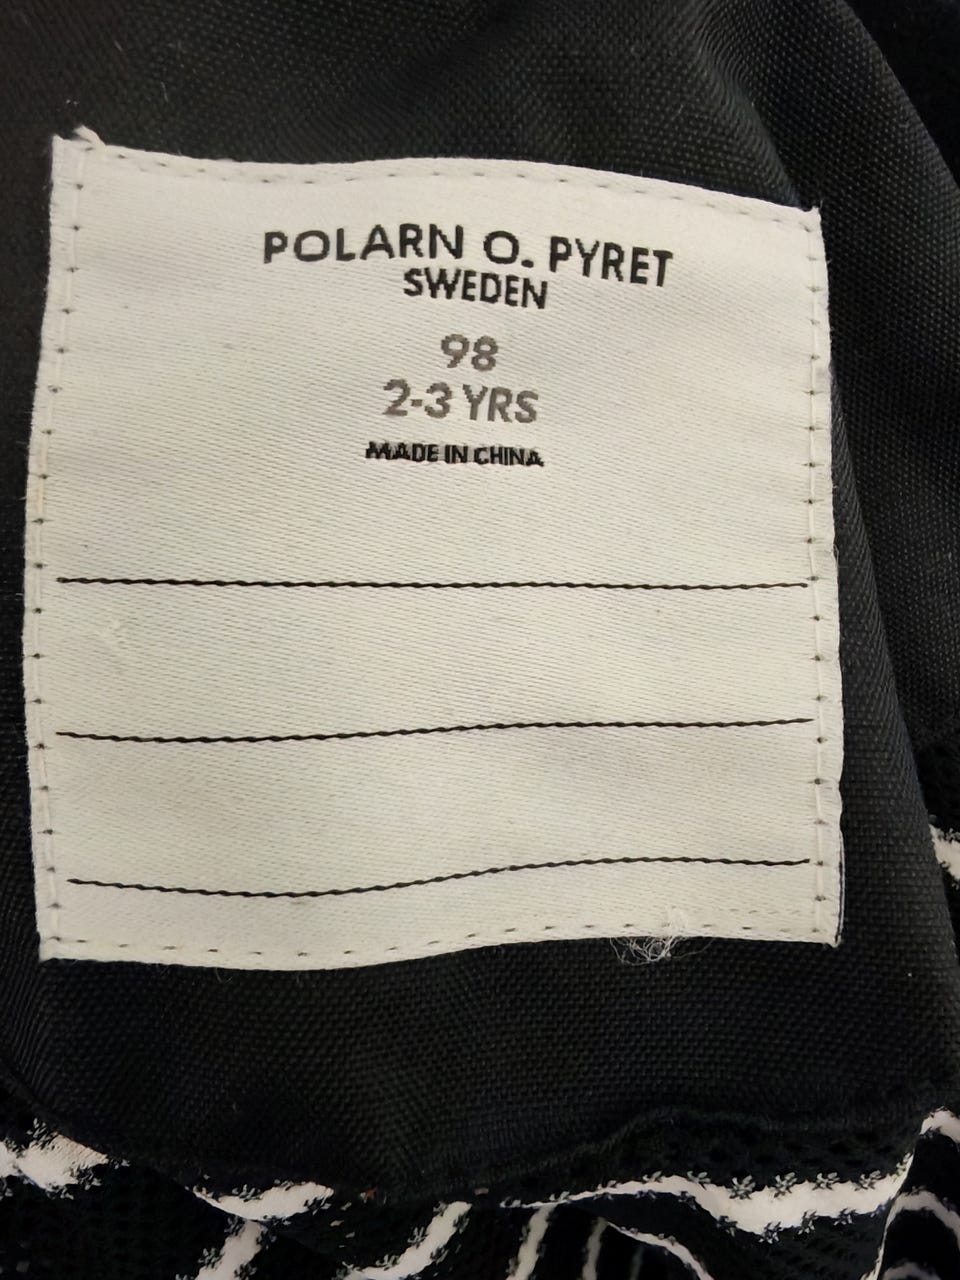 POLARN O. PYRET
SWEDEN
98
2-3 YRS
MADE IN CHINA